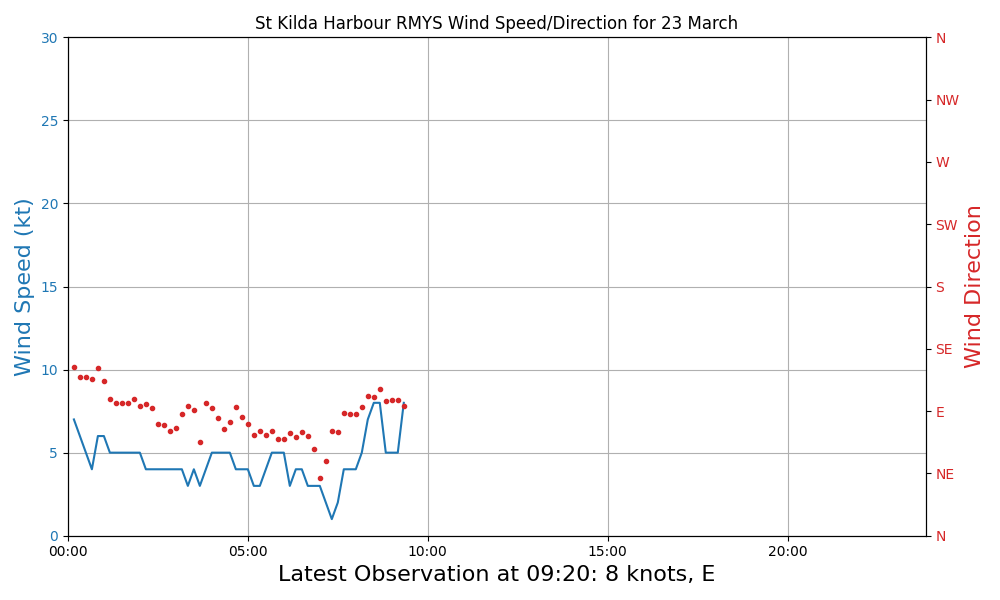 St Kilda Harbour RMYS Wind Speed/Direction for 23 March
30
25
20
15
10
5
0
Wind Speed (kt)
N
NW
W
SW
S
SE
E
NE
N
Wind Direction
00:00 05:00 10:00 15:00 20:00
Latest Observation at 09:20: 8 knots, E